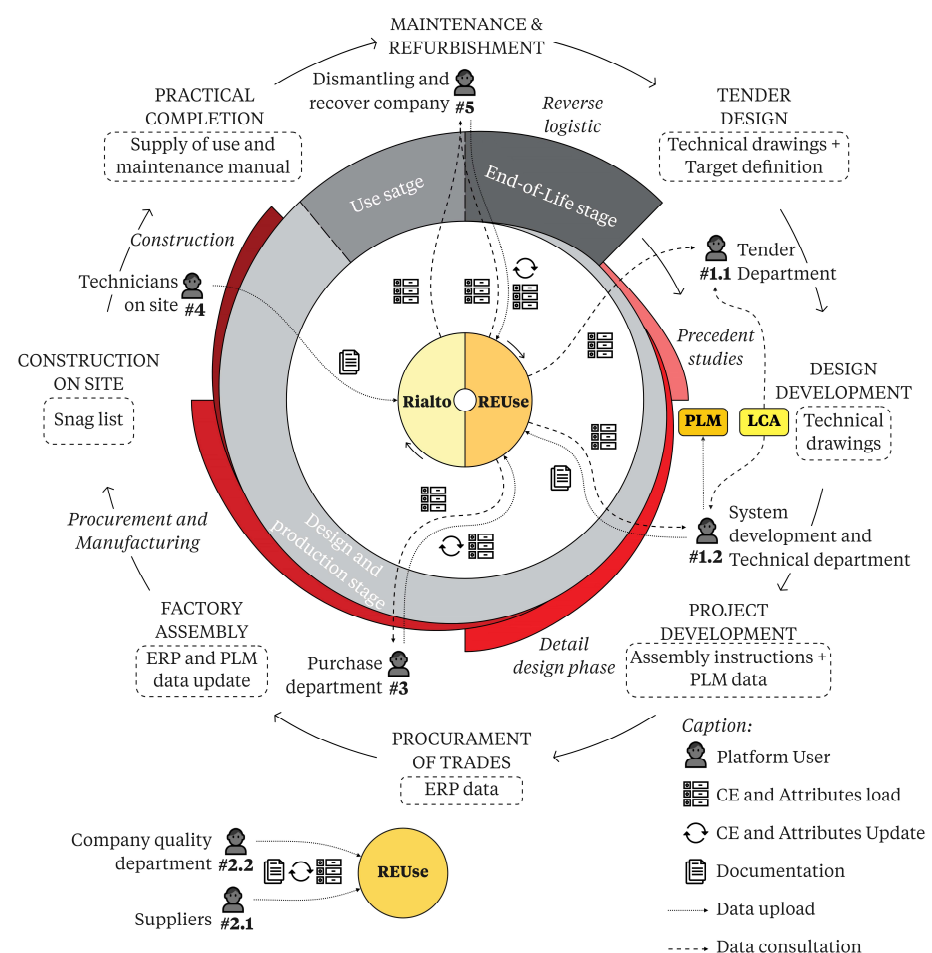 MAINTENANCE &
REFURBISHMENT
Dismantling and
recover company
#5
Reverse
logistic
PRACTICAL
COMPLETION
Supply of use and
maintenance manual
TENDER
DESIGN
Technical drawings +
Target definition
Use satge
End-of-Life stage
Construction
Technicians
on site
#4
Tender
Department
#1.1
Precedent
studies
CONSTRUCTION
ON SITE
Snag list
Rialto
REUse
PLM
LCA
DESIGN
DEVELOPMENT
Technical
drawings
Procurement and
Manufacturing
Design and
production stage
System
development and
Technical department
#1.2
FACTORY
ASSEMBLY
ERP and PLM
data update
Purchase
department
#3
Detail
design phase
PROJECT
DEVELOPMENT
Assembly instructions +
PLM data
PROCURAMENT
OF TRADES
ERP data
Caption:
Platform User
CE and Attributes load
CE and Attributes Update
Documentation
Data upload
Data consultation
Company quality
department
#2.2
Suppliers
#2.1
REUse